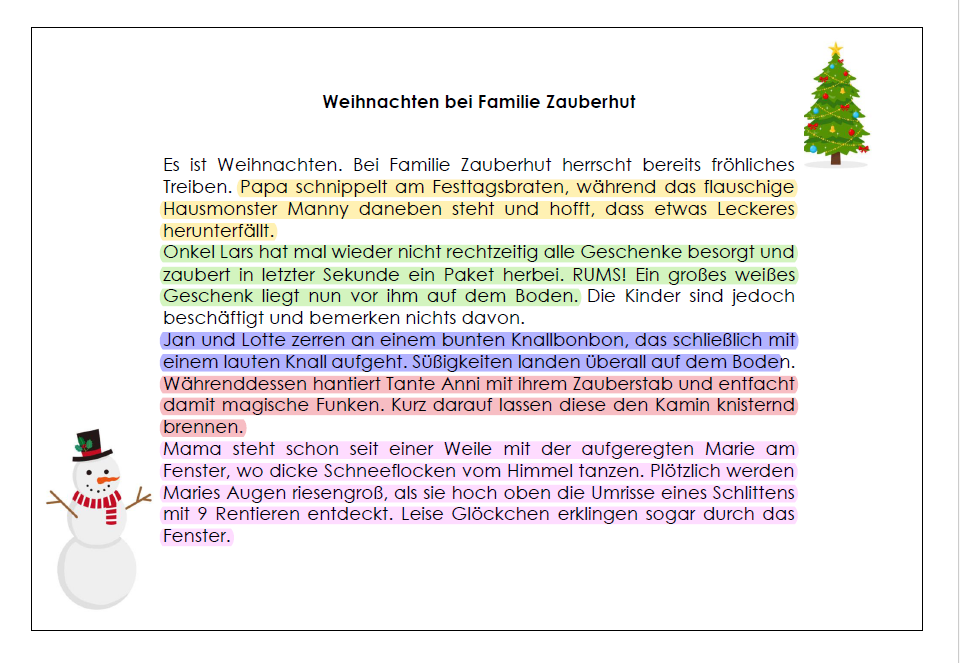 Weihnachten bei Familie Zauberhut
Es ist Weihnachten. Bei Familie Zauberhut herrscht bereits fröhliches
Treiben. Papa schnippelt am Festtagsbraten, während das flauschige
Hausmonster Manny daneben steht und hofft, dass etwas Leckeres
herunterfällt.
Onkel Lars hat mal wieder nicht rechtzeitig alle Geschenke besorgt und
zaubert in letzter Sekunde ein Paket herbei. RUMS! Ein großes weißes
Geschenk liegt nun vor ihm auf dem Boden. Die Kinder sind jedoch
beschäftigt und bemerken nichts davon.
Jan und Lotte zerren an einem bunten Knallbonbon, das schließlich mit
einem lauten Knall aufgeht. Süßigkeiten landen überall auf dem Boden.
Währenddessen hantiert Tante Anni mit ihrem Zauberstab und entfacht
damit magische Funken. Kurz darauf lassen diese den Kamin knisternd
brennen.
Mama steht schon seit einer Weile mit der aufgeregten Marie am
Fenster, wo dicke Schneeflocken vom Himmel tanzen. Plötzlich werden
Maries Augen riesengroß, als sie hoch oben die Umrisse eines Schlittens
mit 9 Rentieren entdeckt. Leise Glöckchen erklingen sogar durch das
Fenster.